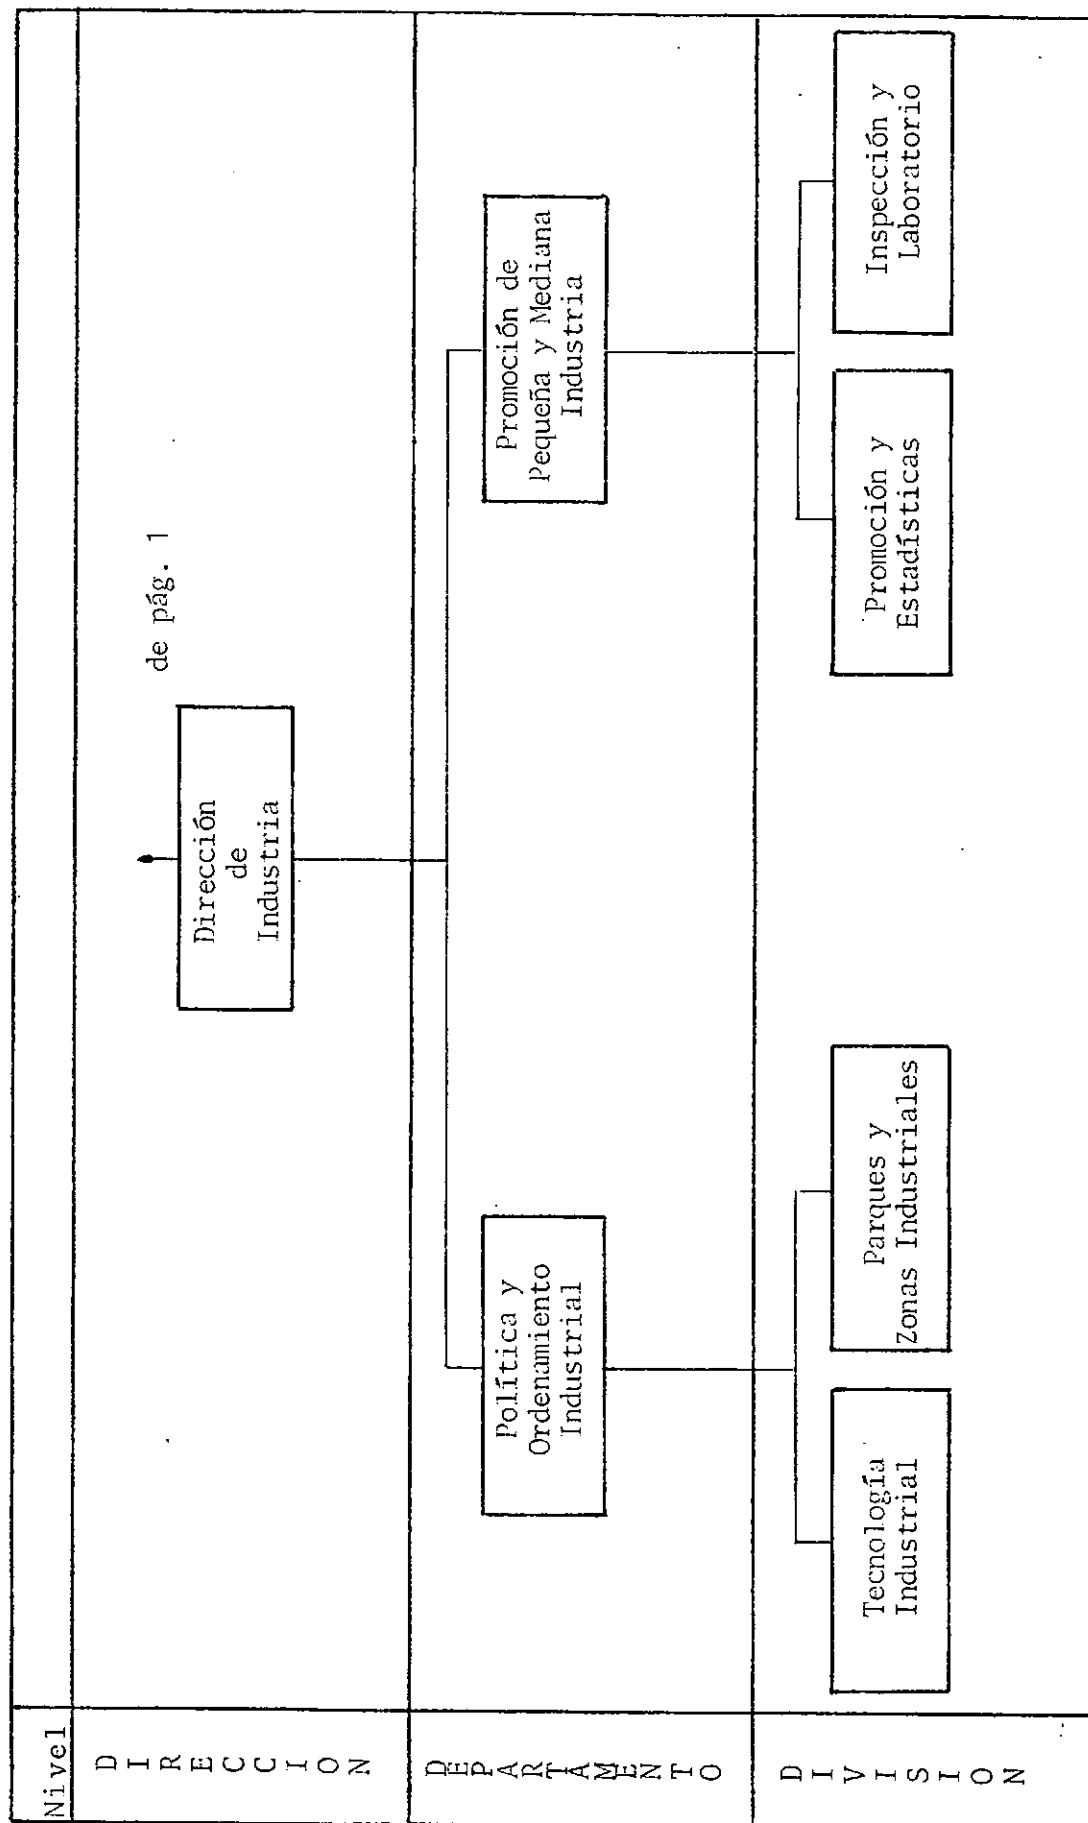 Nivel
DIRECCION
de pág. 1
Dirección
de
Industria
DEPARTAMENTO
Política y
Ordenamiento
Industrial
Promoción de
Pequeña y Mediana
Industria
DIVISION
Tecnología
Industrial
Parques y
Zonas Industriales
Promoción y
Estadísticas
Inspección y
Laboratorio